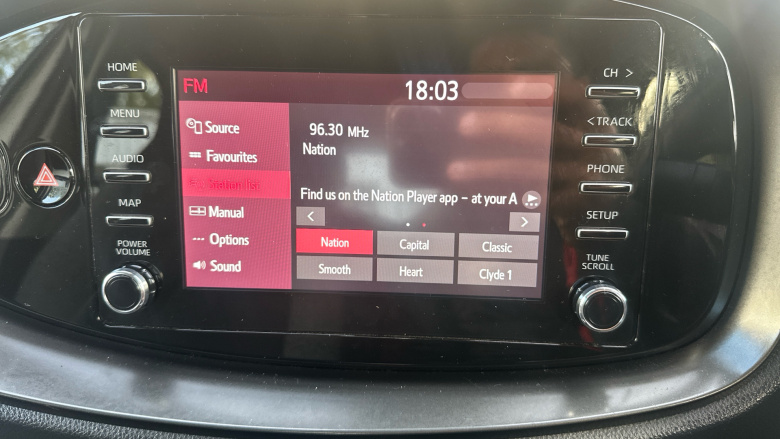 HOME
MENU
AUDIO
MAP
POWER
VOLUME
FM
18:03
Source
Favourites
Station list
Manual
Options
Sound
96.30 MHz
Nation
Find us on the Nation Player app – at your A
<
>
Nation
Capital
Classic
Smooth
Heart
Clyde 1
CH >
< TRACK
PHONE
SETUP
TUNE
SCROLL